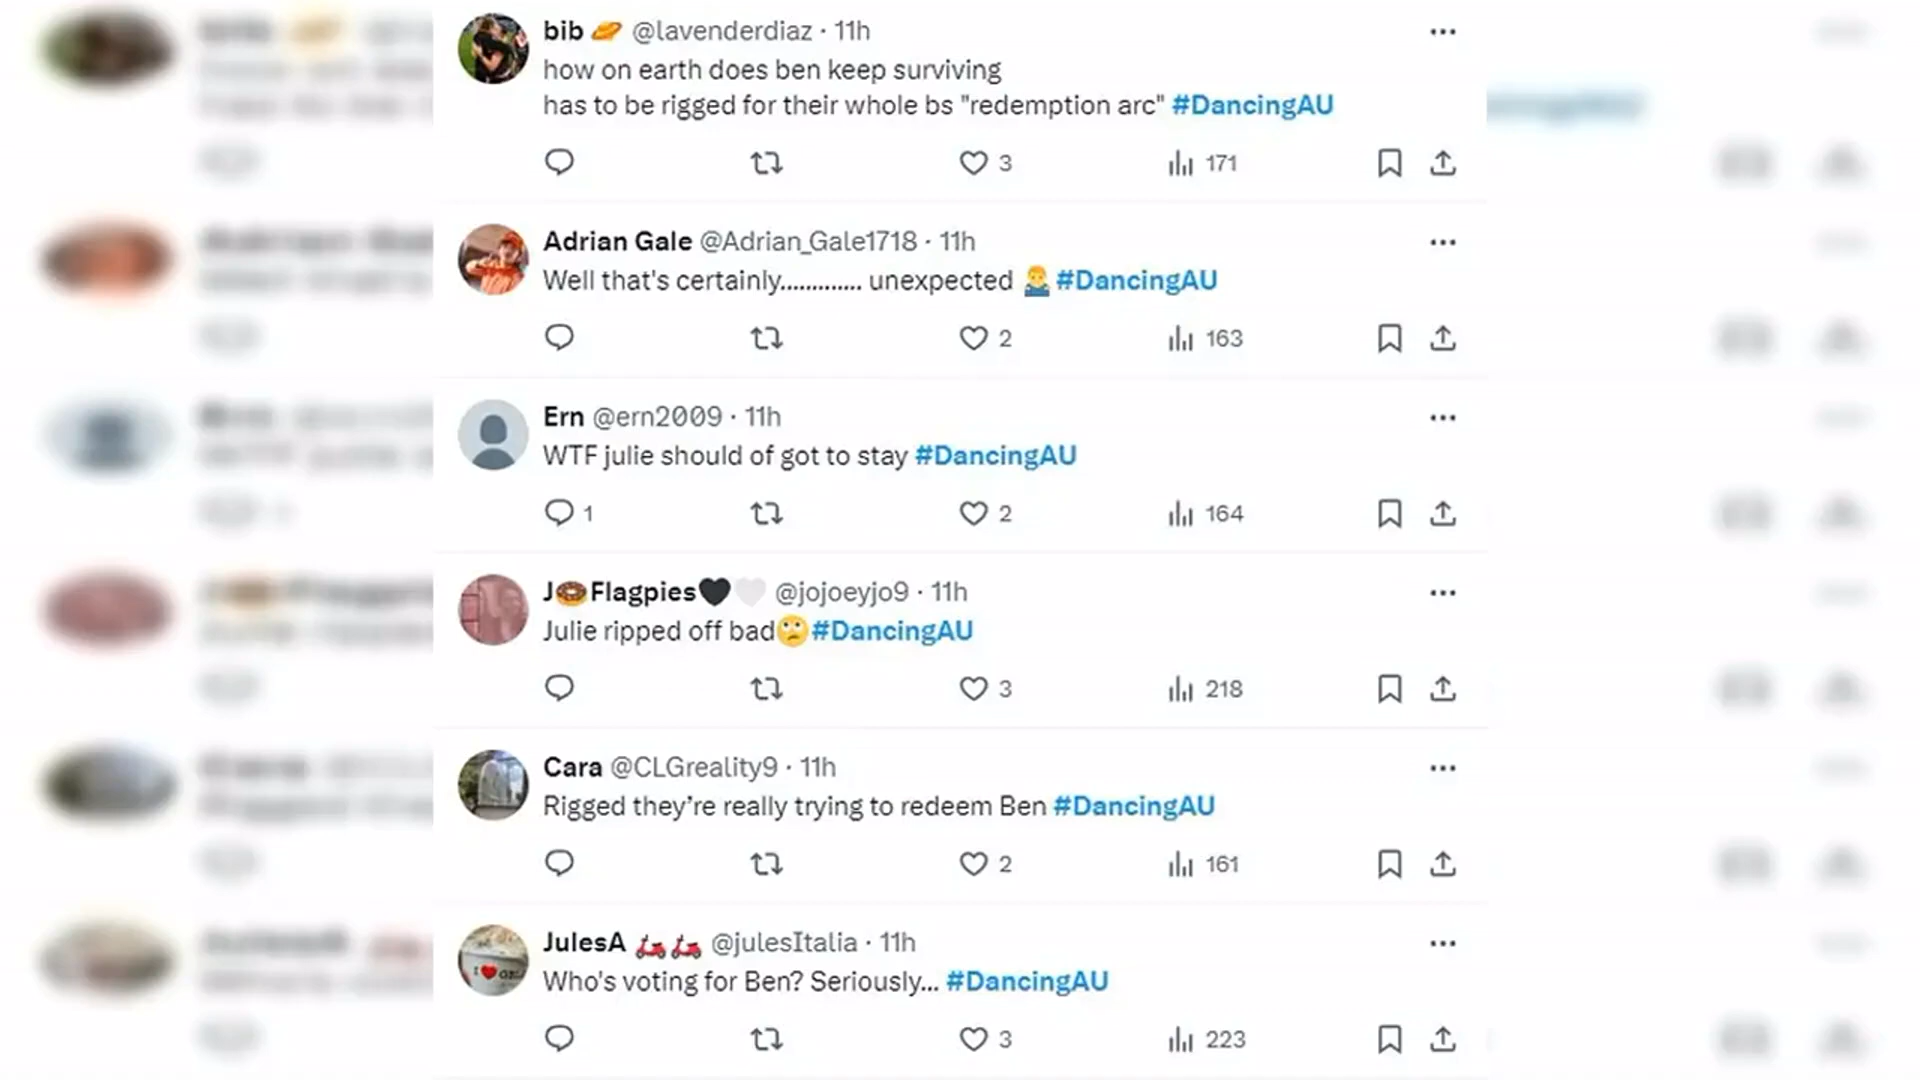 bib 🪐 @lavenderdiaz · 11h
how on earth does ben keep surviving
has to be rigged for their whole bs "redemption arc" #DancingAU
3 171
Adrian Gale @Adrian_Gale1718 · 11h
Well that's certainly............. unexpected 🤷‍♂️ #DancingAU
2 163
Ern @ern2009 · 11h
WTF julie should of got to stay #DancingAU
1 2 164
J🍩Flagpies🖤🤍 @jojoeyjo9 · 11h
Julie ripped off bad🙄#DancingAU
3 218
Cara @CLGreality9 · 11h
Rigged they’re really trying to redeem Ben #DancingAU
2 161
JulesA 🛵🛵 @julesItalia · 11h
Who's voting for Ben? Seriously... #DancingAU
3 223